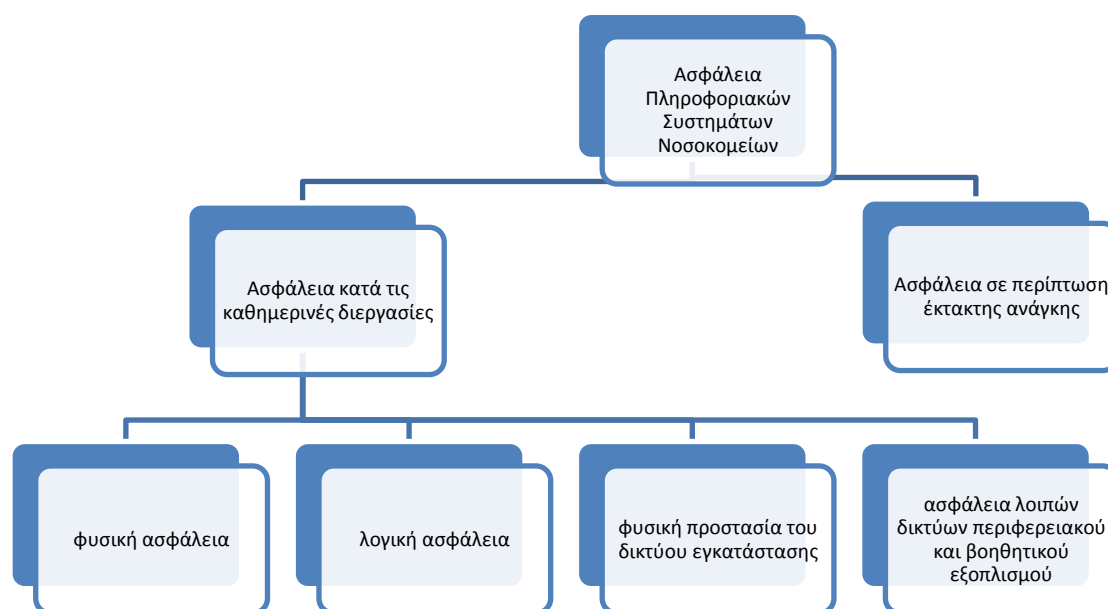 Ασφάλεια
Πληροφοριακών
Συστημάτων
Νοσοκομείων
Ασφάλεια κατά τις
καθημερινές διεργασίες
Ασφάλεια σε περίπτωση
έκτακτης ανάγκης
φυσική ασφάλεια
λογική ασφάλεια
φυσική προστασία του
δικτύου εγκατάστασης
ασφάλεια λοιπών
δικτύων περιφερειακού
και βοηθητικού
εξοπλισμού